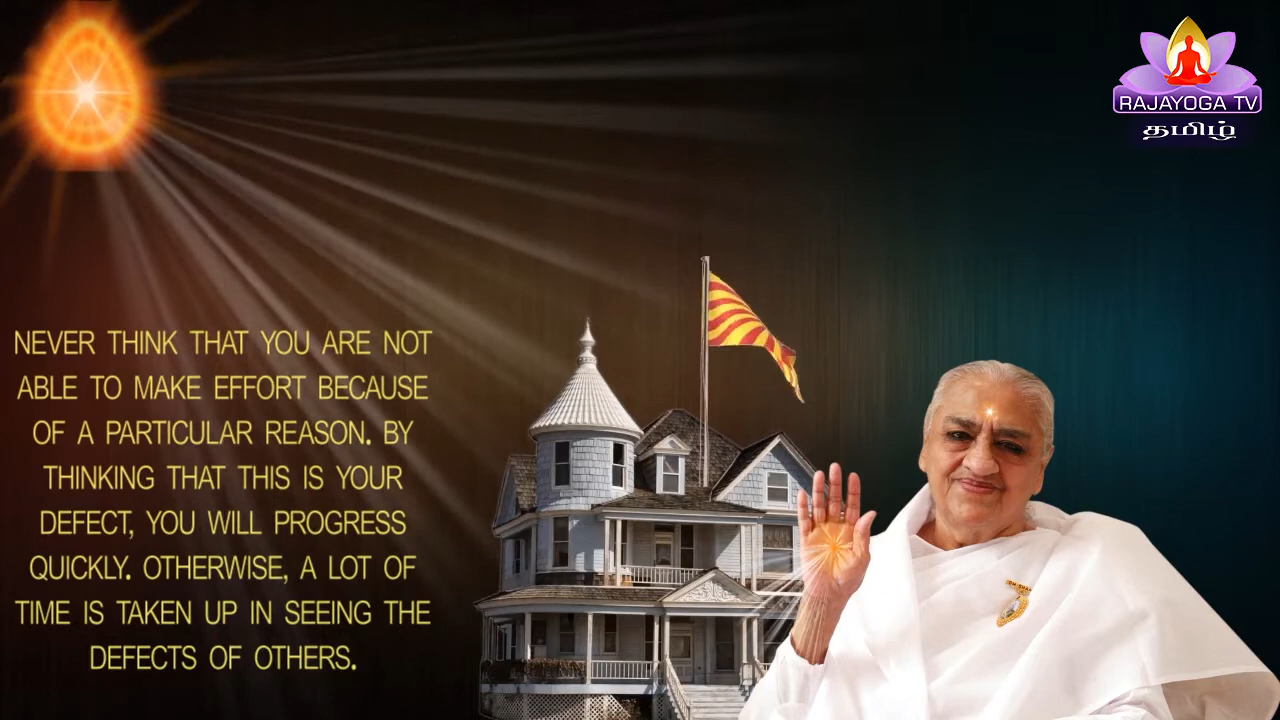 RAJAYOGA TV
தமிழ்
NEVER THINK THAT YOU ARE NOT
ABLE TO MAKE EFFORT BECAUSE
OF A PARTICULAR REASON. BY
THINKING THAT THIS IS YOUR
DEFECT, YOU WILL PROGRESS
QUICKLY. OTHERWISE, A LOT OF
TIME IS TAKEN UP IN SEEING THE
DEFECTS OF OTHERS.